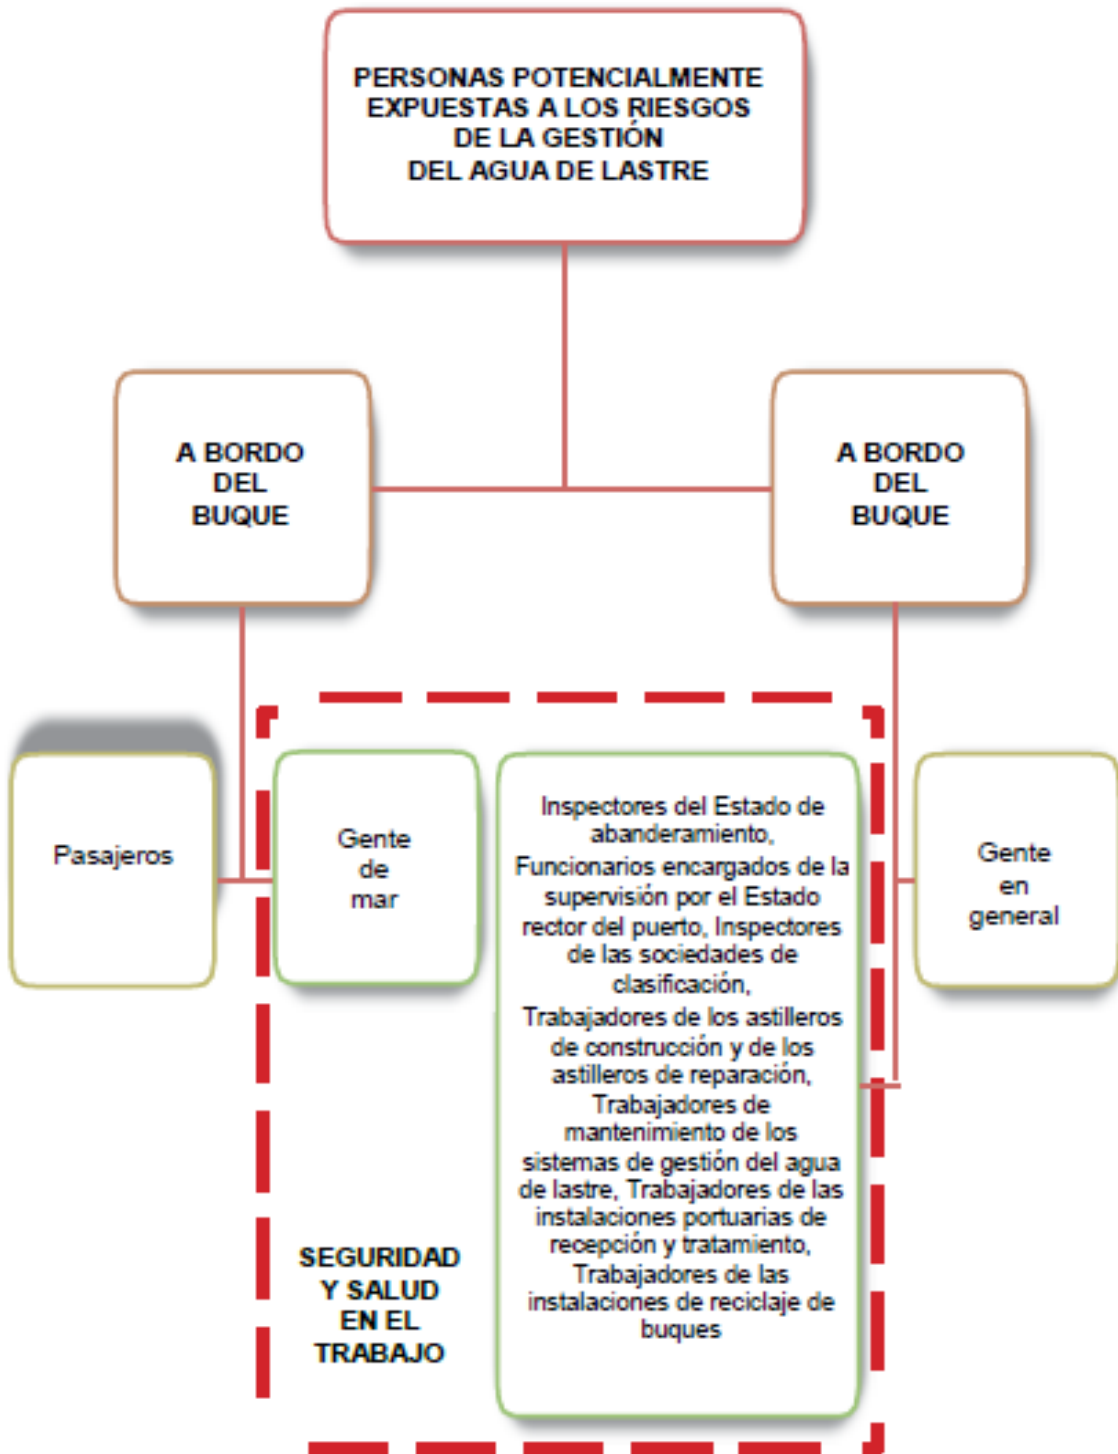 PERSONAS POTENCIALMENTE
EXPUESTAS A LOS RIESGOS
DE LA GESTIÓN
DEL AGUA DE LASTRE
A BORDO
DEL
BUQUE
A BORDO
DEL
BUQUE
Pasajeros
Gente
de
mar
Inspectores del Estado de
abanderamiento,
Funcionarios encargados de la
supervisión por el Estado
rector del puerto, Inspectores
de las sociedades de
clasificación,
Trabajadores de los astilleros
de construcción y de los
astilleros de reparación,
Trabajadores de
mantenimiento de los
sistemas de gestión del agua
de lastre, Trabajadores de las
instalaciones portuarias de
recepción y tratamiento,
Trabajadores de las
instalaciones de reciclaje de
buques
Gente
en
general
SEGURIDAD
Y SALUD
EN EL
TRABAJO